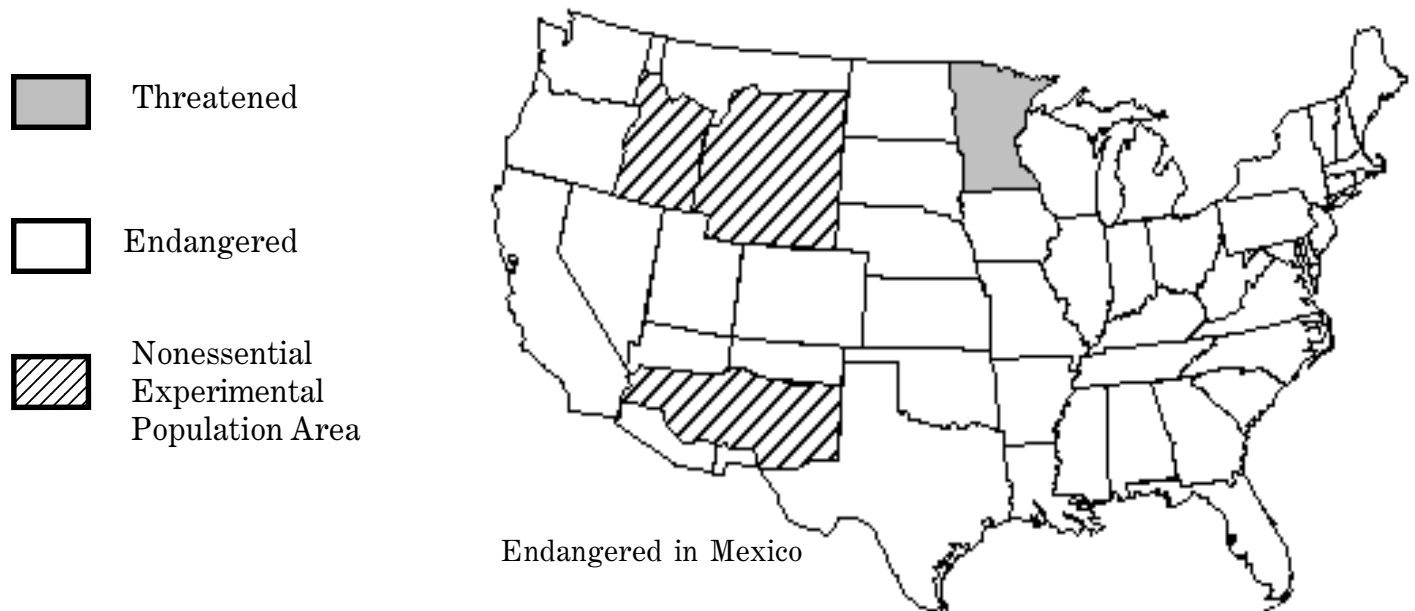 Threatened
Endangered
Nonessential
Experimental
Population Area
Endangered in Mexico